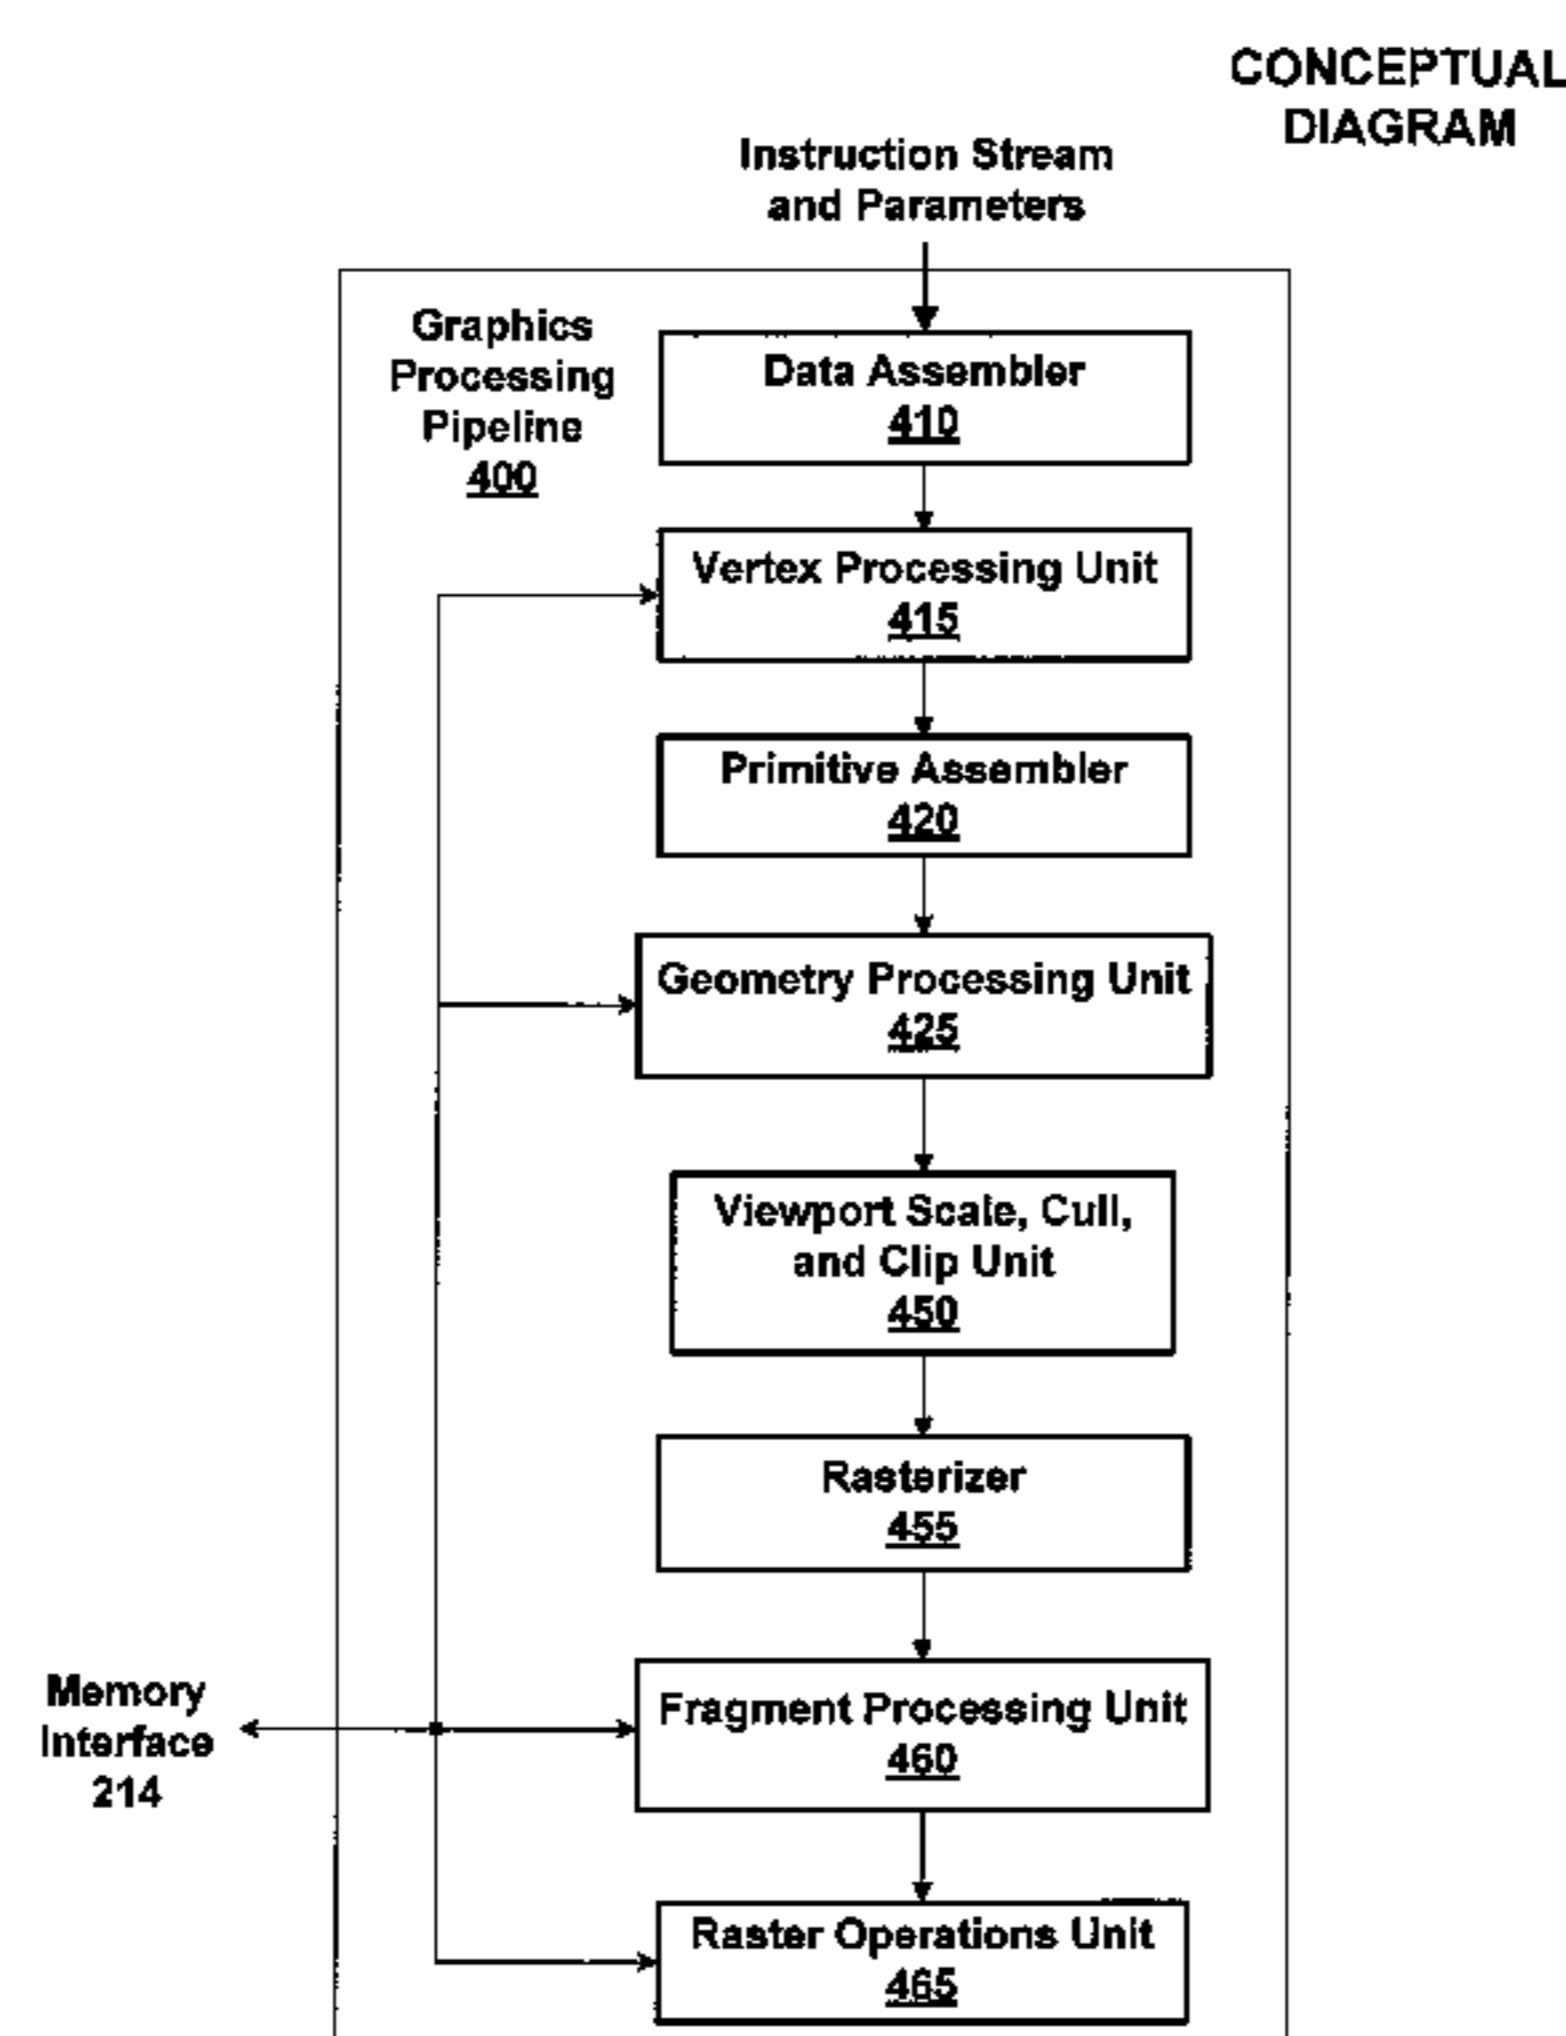 CONCEPTUAL
DIAGRAM
Instruction Stream
and Parameters
Graphics
Processing
Pipeline
400
Data Assembler
410
Vertex Processing Unit
415
Primitive Assembler
420
Geometry Processing Unit
425
Viewport Scale, Cull,
and Clip Unit
450
Rasterizer
455
Memory
Interface
214
Fragment Processing Unit
460
Raster Operations Unit
465